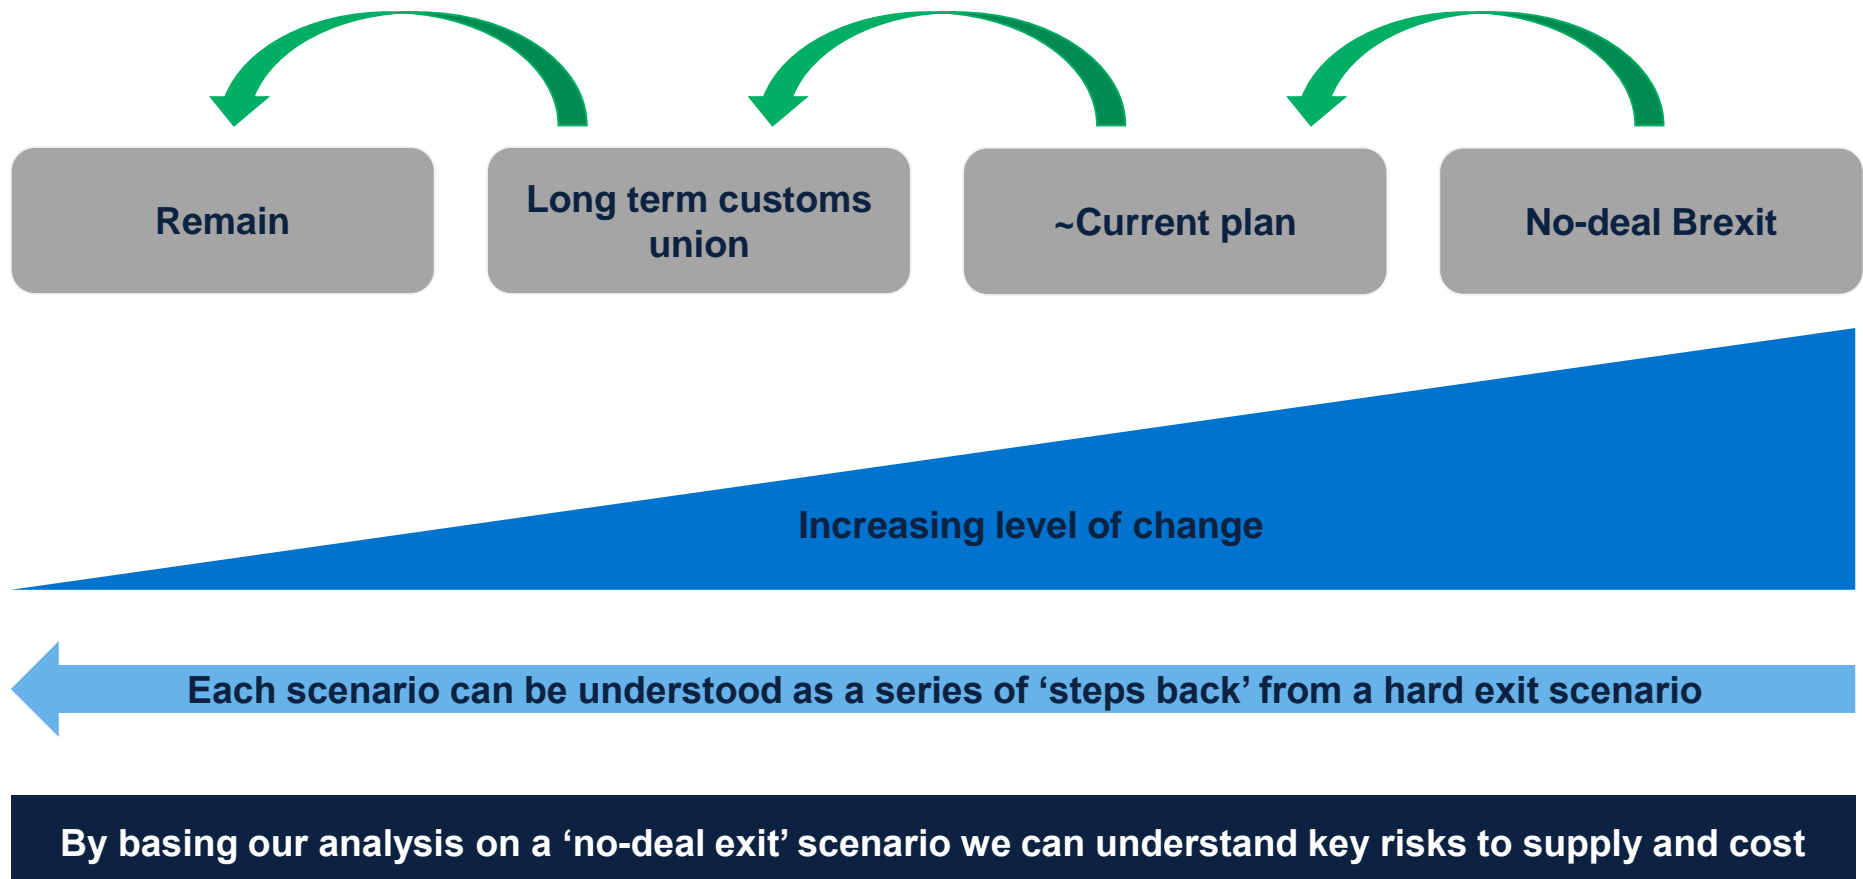 Remain
Long term customs
union
~Current plan
No-deal Brexit
Increasing level of change
Each scenario can be understood as a series of ‘steps back’ from a hard exit scenario
By basing our analysis on a ‘no-deal exit’ scenario we can understand key risks to supply and cost